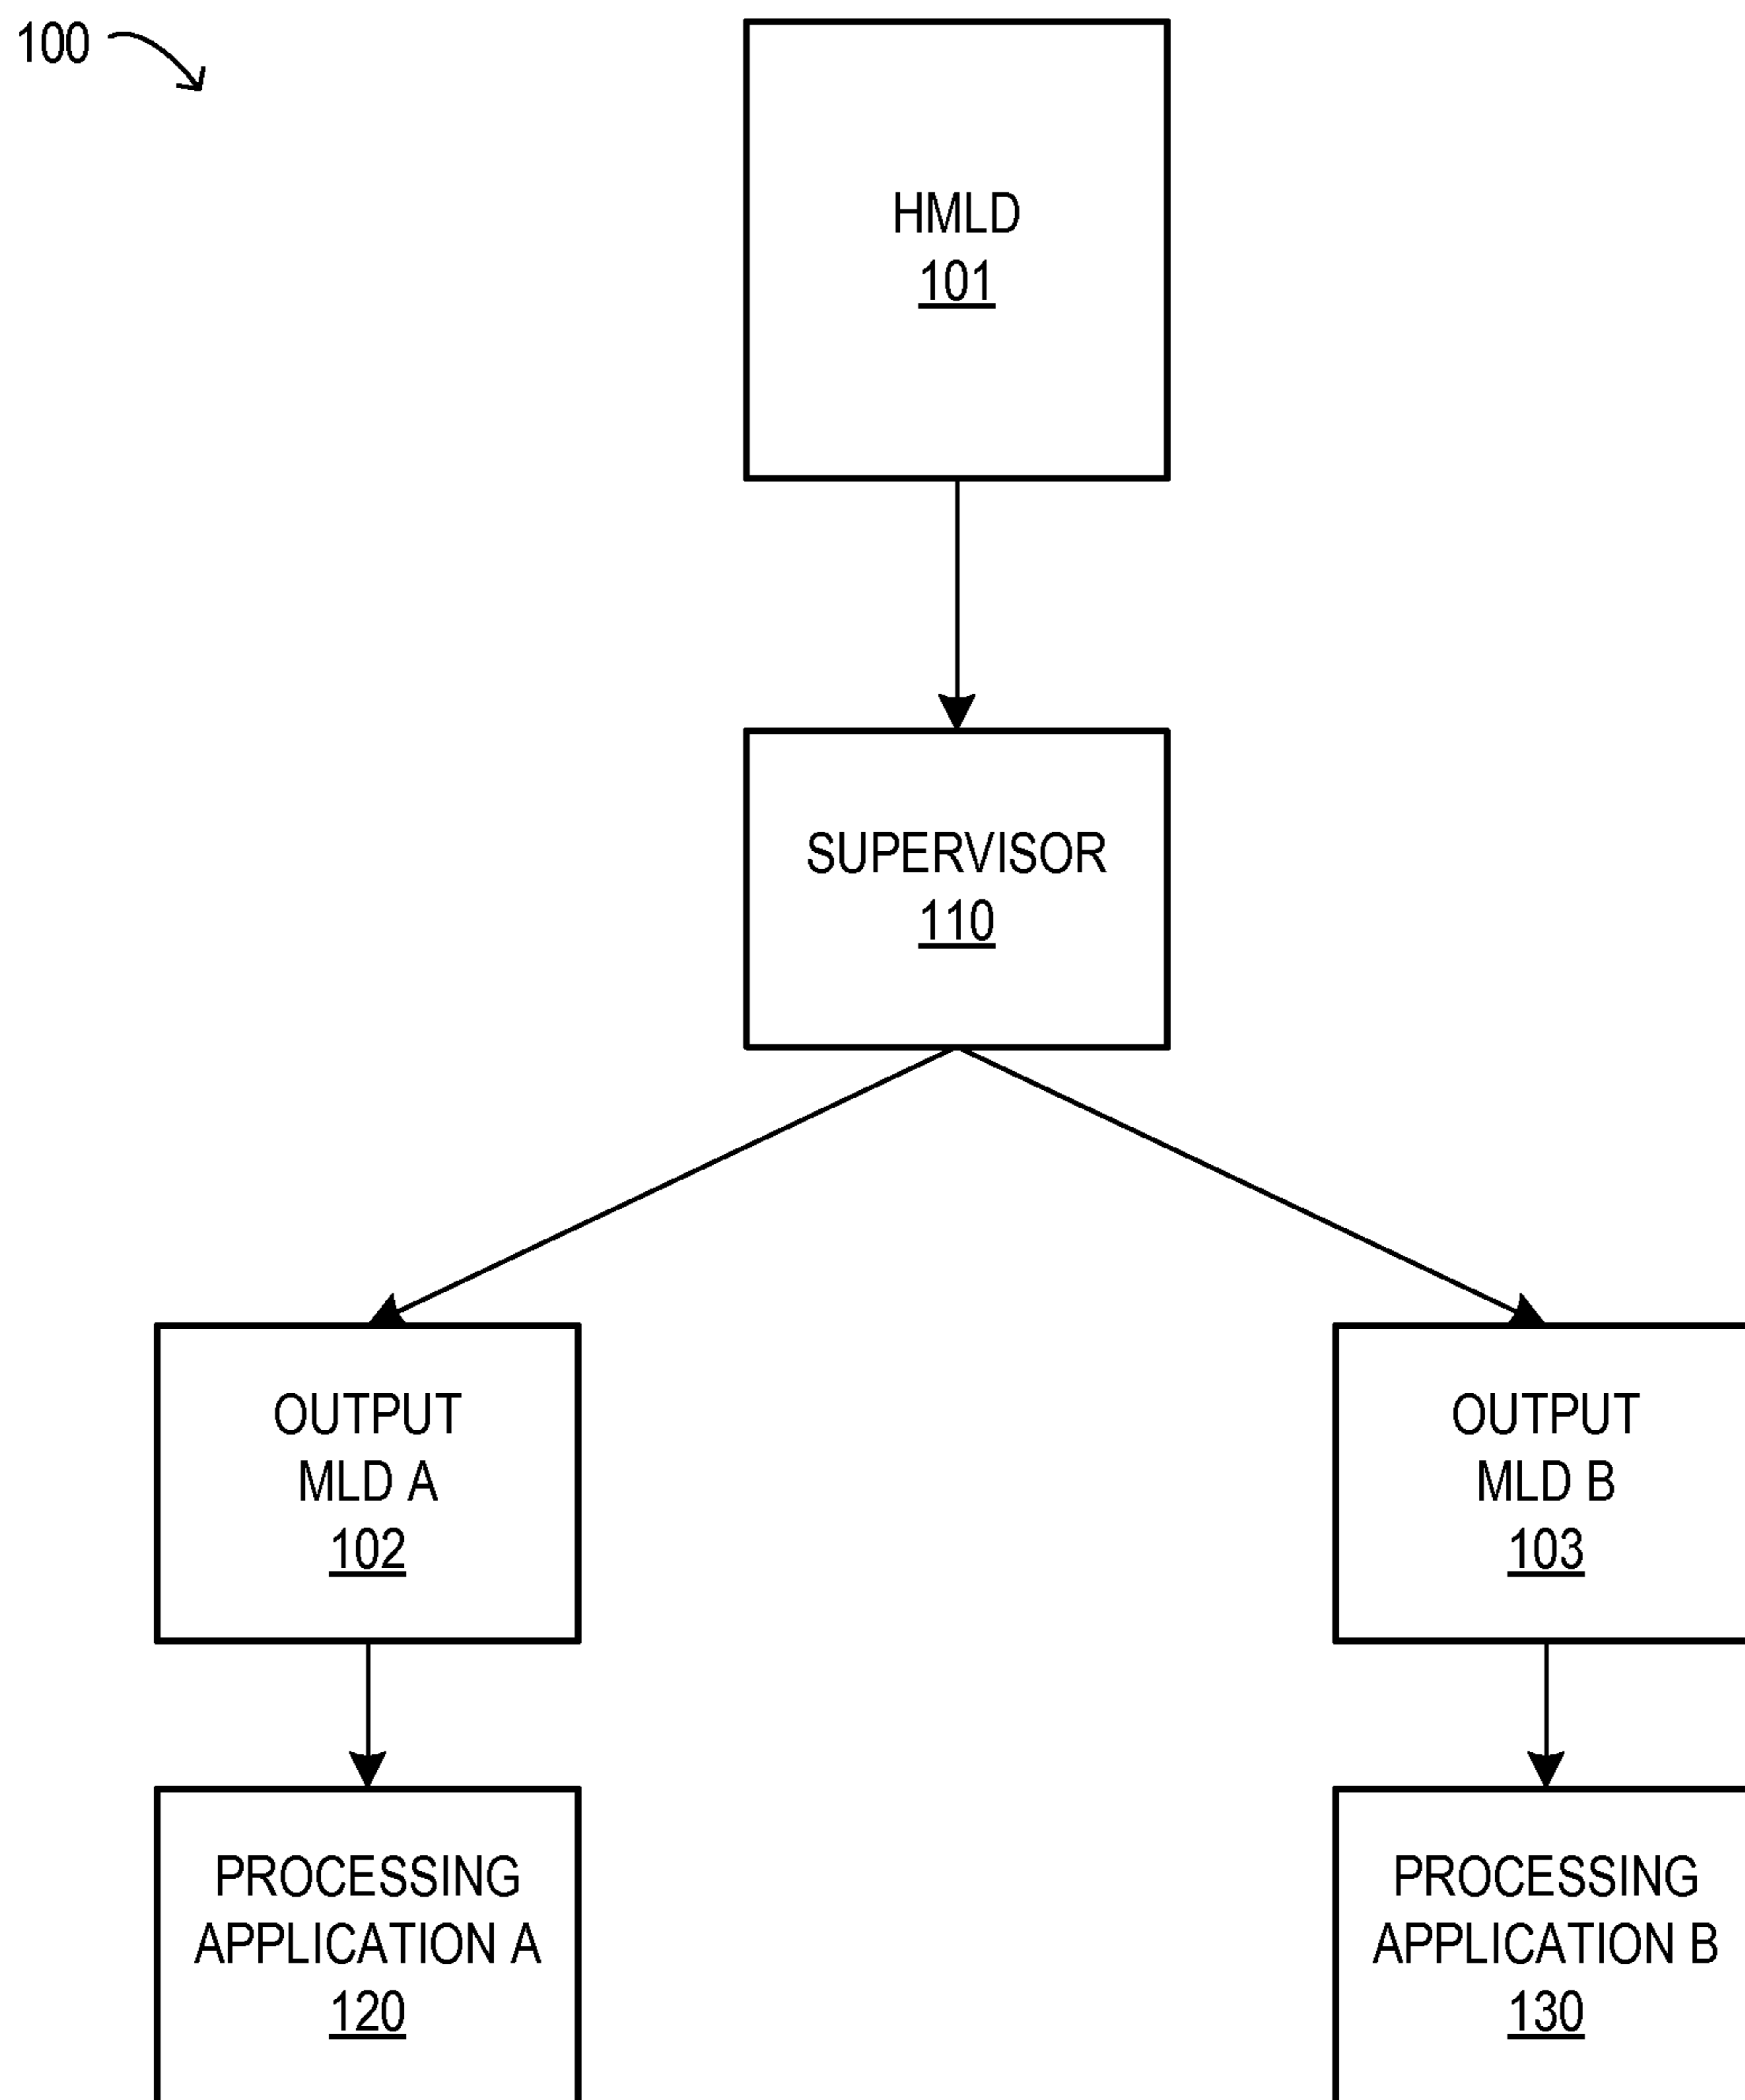 100
HMLD
101
SUPERVISOR
110
OUTPUT
MLD A
102
OUTPUT
MLD B
103
PROCESSING
APPLICATION A
120
PROCESSING
APPLICATION B
130